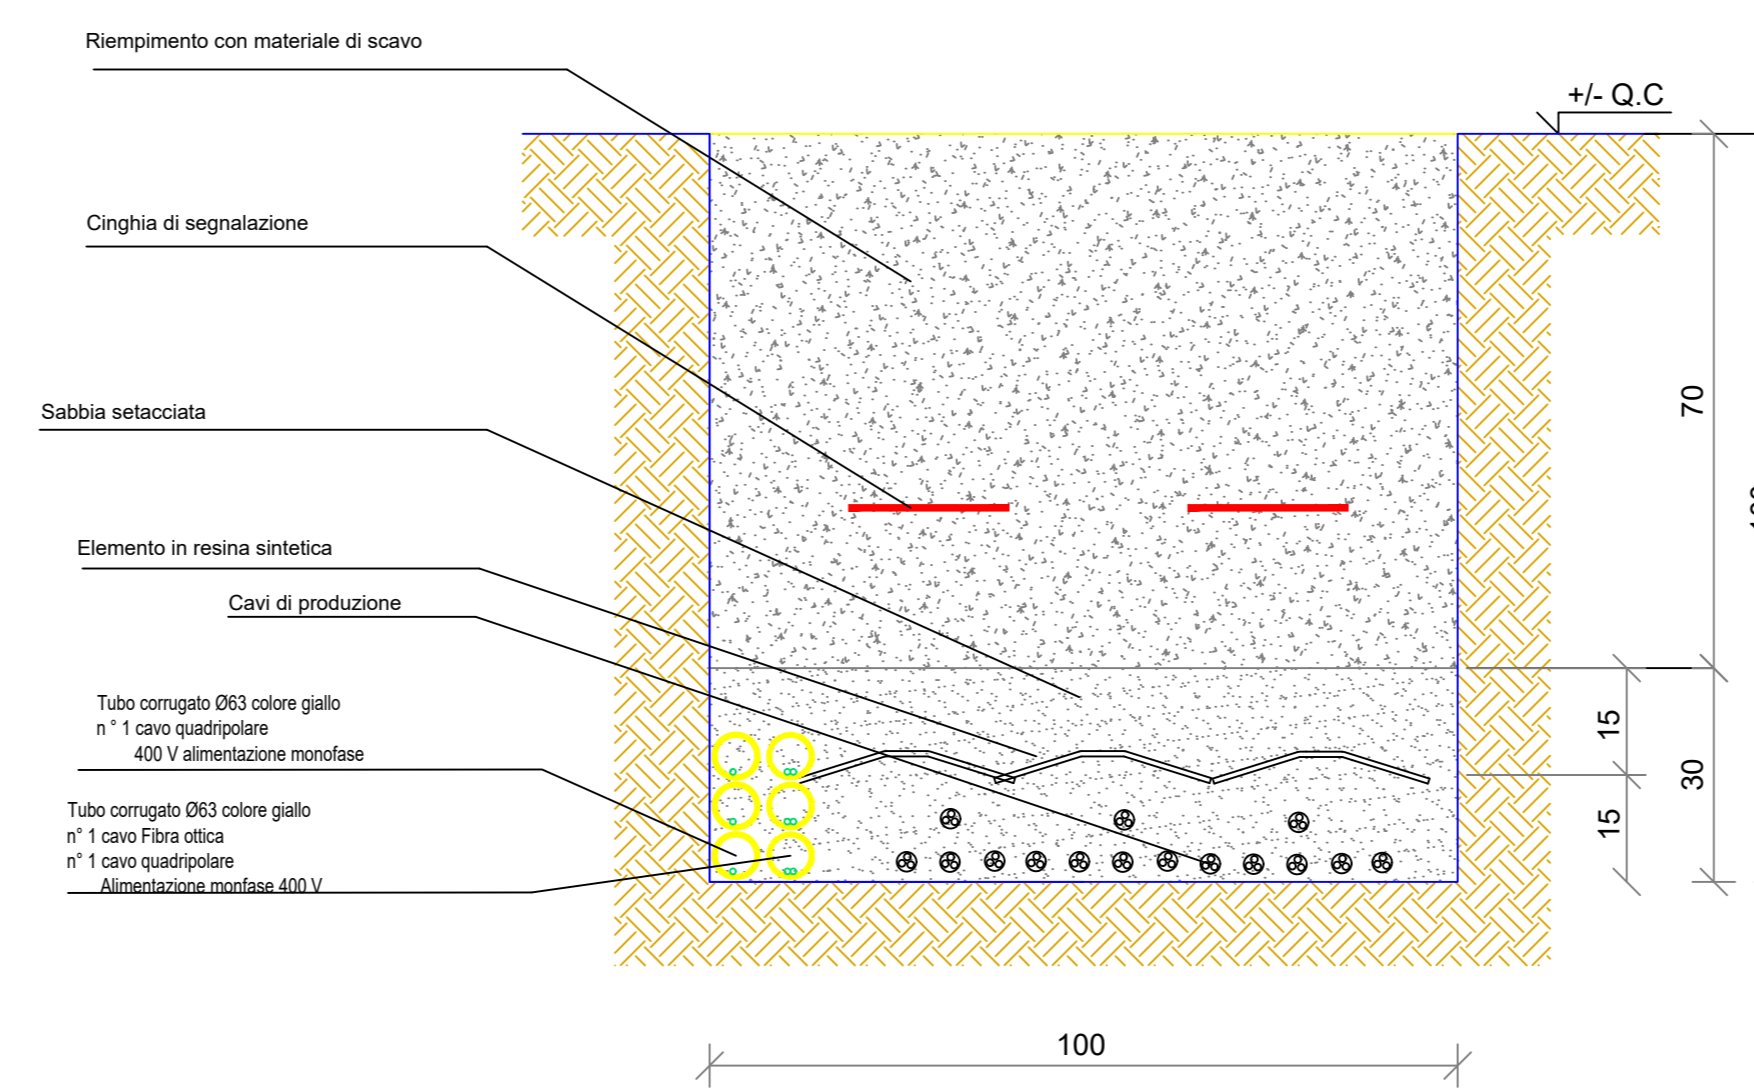 Riempimento con materiale di scavo
+/- Q.C
Cinghia di segnalazione
70
Sabbia setacciata
Elemento in resina sintetica
Cavi di produzione
Tubo corrugato Ø63 colore giallo
n ° 1 cavo quadripolare
400 V alimentazione monofase
15
30
15
Tubo corrugato Ø63 colore giallo
n° 1 cavo Fibra ottica
n° 1 cavo quadripolare
Alimentazione monfase 400 V
100